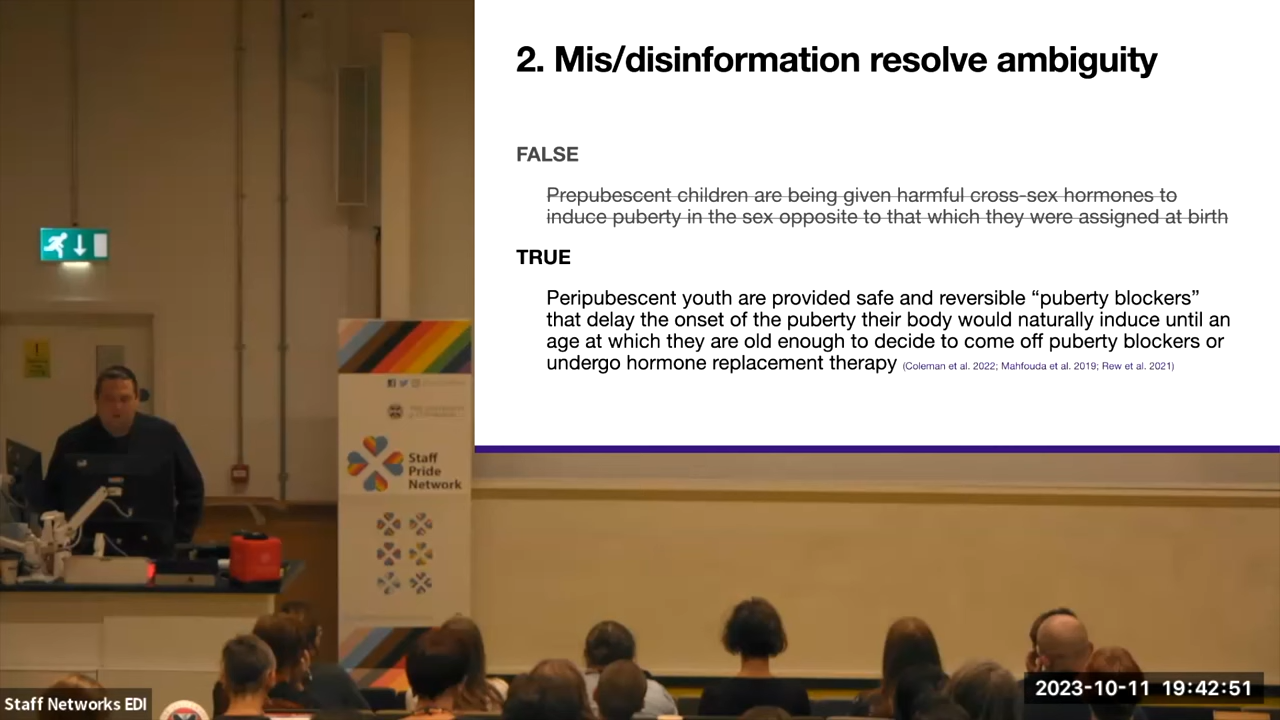 2. Mis/disinformation resolve ambiguity
FALSE
Prepubescent children are being given harmful cross-sex hormones to
induce puberty in the sex opposite to that which they were assigned at birth
TRUE
Peripubescent youth are provided safe and reversible “puberty blockers”
that delay the onset of the puberty their body would naturally induce until an
age at which they are old enough to decide to come off puberty blockers or
undergo hormone replacement therapy (Coleman et al. 2022; Mahfouda et al. 2019; Rew et al. 2021)
Staff
Pride
Network
Staff Networks EDI
2023-10-11 19:42:51